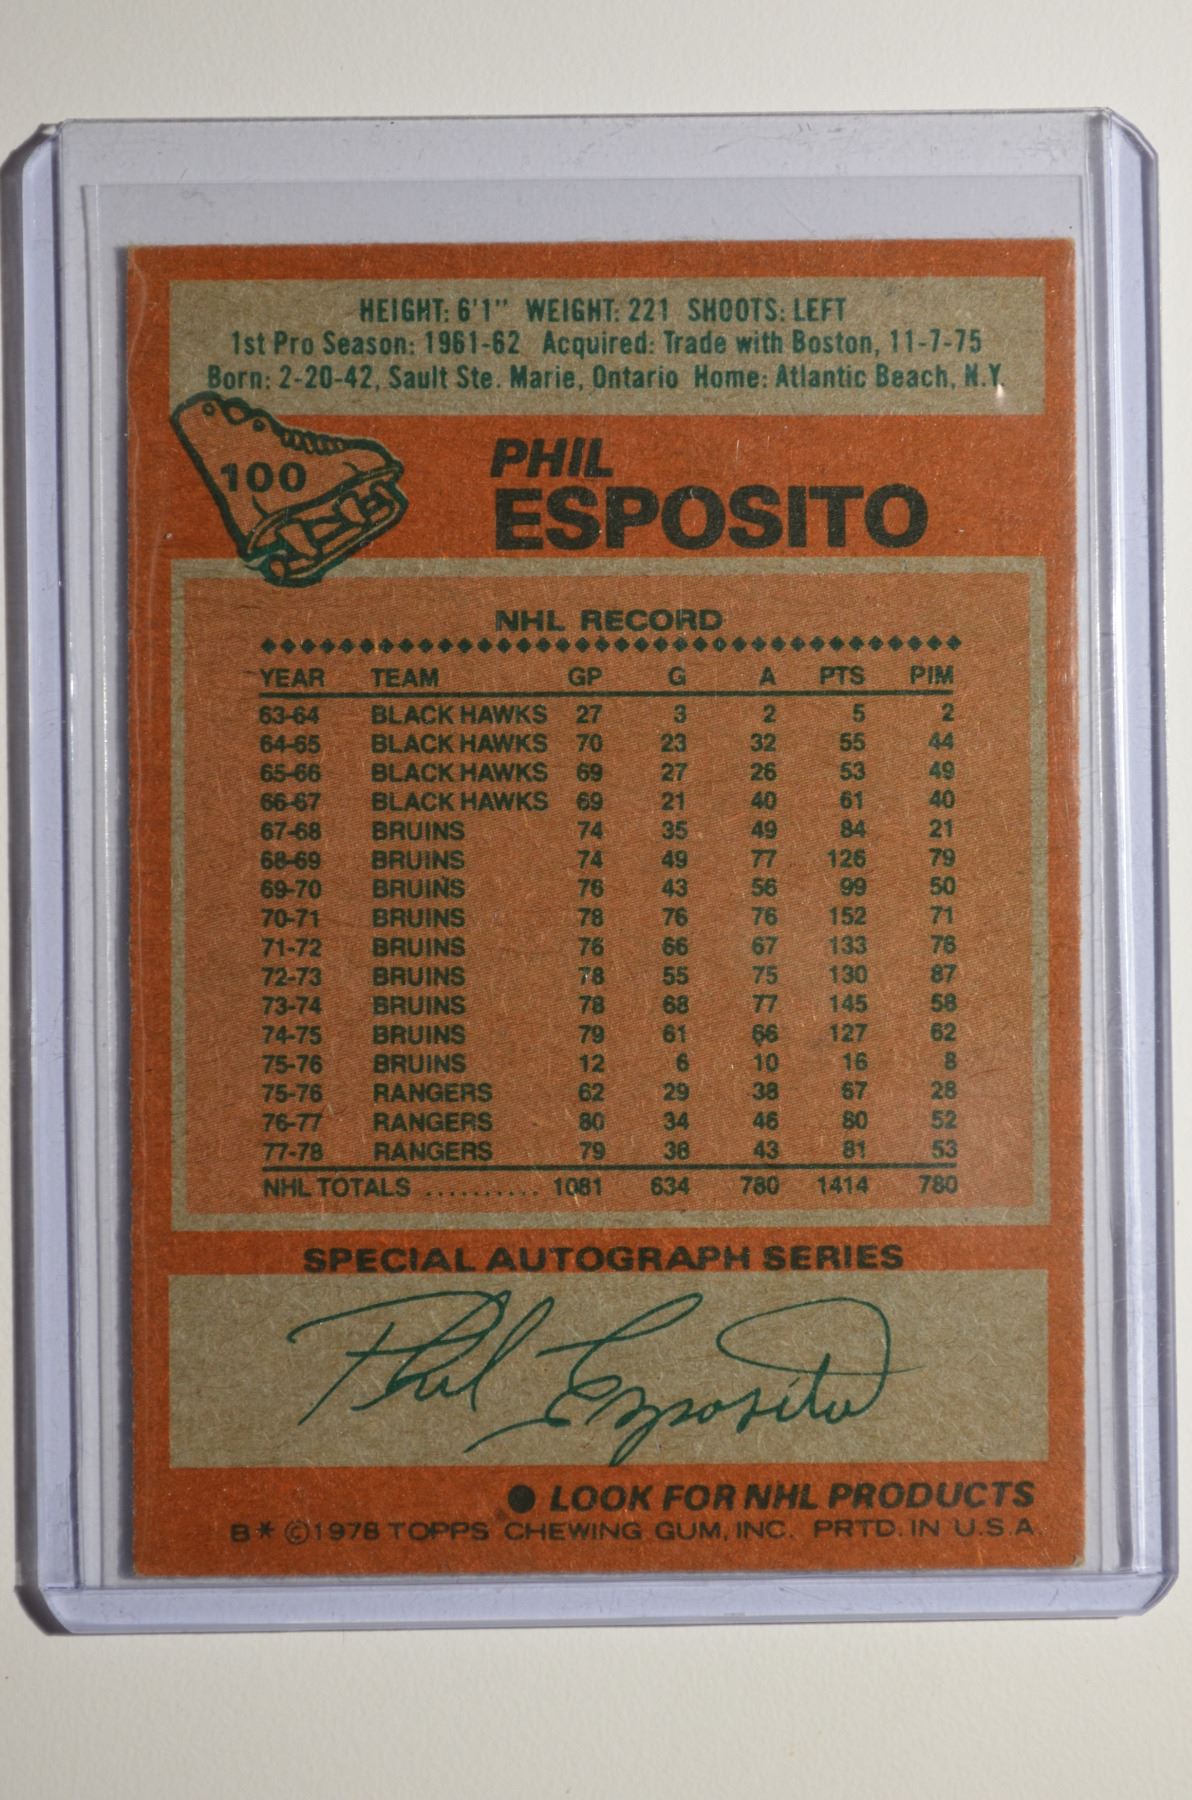 HEIGHT: 6'1" WEIGHT: 221 SHOOTS: LEFT
1st Pro Season: 1961-62 Acquired: Trade with Boston, 11-7-75
Born: 2-20-42, Sault Ste. Marie, Ontario Home: Atlantic Beach, N.Y.
100
PHIL
ESPOSITO
NHL RECORD
YEAR TEAM GP G A PTS PIM
63-64 BLACK HAWKS 27 3 2 5 2
64-65 BLACK HAWKS 70 23 32 55 44
65-66 BLACK HAWKS 69 27 26 53 49
66-67 BLACK HAWKS 69 21 40 61 40
67-68 BRUINS 74 35 49 84 21
68-69 BRUINS 74 49 77 126 79
69-70 BRUINS 76 43 56 99 50
70-71 BRUINS 78 76 76 152 71
71-72 BRUINS 76 66 67 133 76
72-73 BRUINS 78 55 75 130 87
73-74 BRUINS 78 68 77 145 58
74-75 BRUINS 79 61 66 127 62
75-76 BRUINS 12 6 10 16 8
75-76 RANGERS 62 29 38 67 28
76-77 RANGERS 80 34 46 80 52
77-78 RANGERS 79 38 43 81 53
NHL TOTALS .......... 1081 634 780 1414 780
SPECIAL AUTOGRAPH SERIES
Phil Esposito
● LOOK FOR NHL PRODUCTS
B* ©1978 TOPPS CHEWING GUM, INC. PRTD. IN U.S.A.